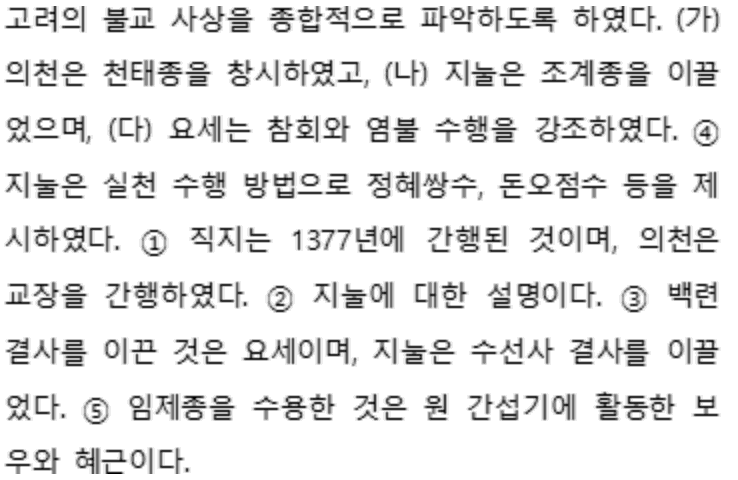 고려의 불교 사상을 종합적으로 파악하도록 하였다. (가)
의천은 천태종을 창시하였고, (나) 지눌은 조계종을 이끌
었으며, (다) 요세는 참회와 염불 수행을 강조하였다. ④
지눌은 실천 수행 방법으로 정혜쌍수, 돈오점수 등을 제
시하였다. ① 직지는 1377년에 간행된 것이며, 의천은
교장을 간행하였다. ② 지눌에 대한 설명이다. ③ 백련
결사를 이끈 것은 요세이며, 지눌은 수선사 결사를 이끌
었다. ⑤ 임제종을 수용한 것은 원 간섭기에 활동한 보
우와 혜근이다.